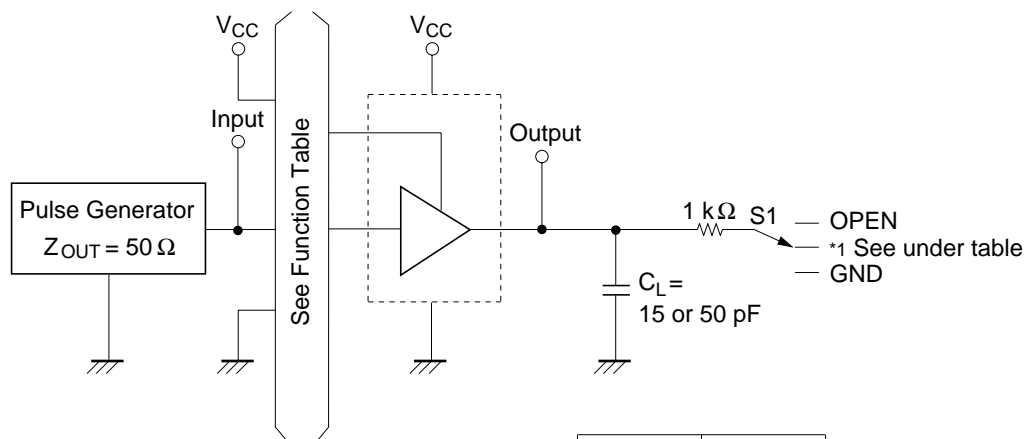 VCC
VCC
Input
Output
See Function Table
Pulse Generator
ZOUT = 50 Ω
1 kΩ
S1
OPEN
*1 See under table
GND
CL =
15 or 50 pF